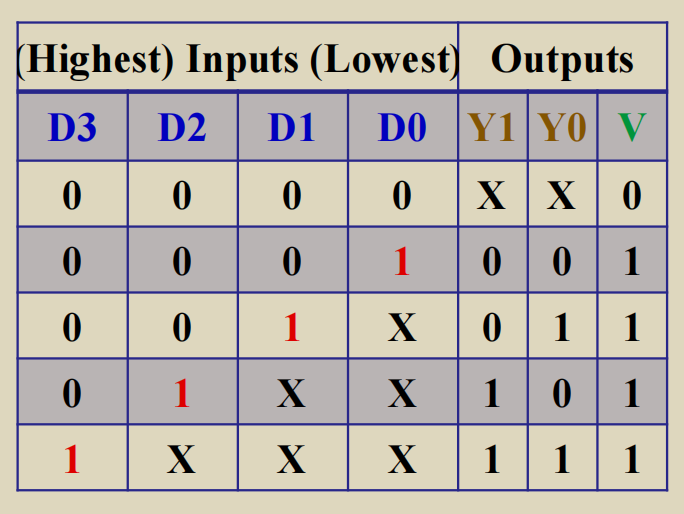 (Highest) Inputs (Lowest) Outputs
D3 D2 D1 D0 Y1 Y0 V
0 0 0 0 X X 0
0 0 0 1 0 0 1
0 0 1 X 0 1 1
0 1 X X 1 0 1
1 X X X 1 1 1